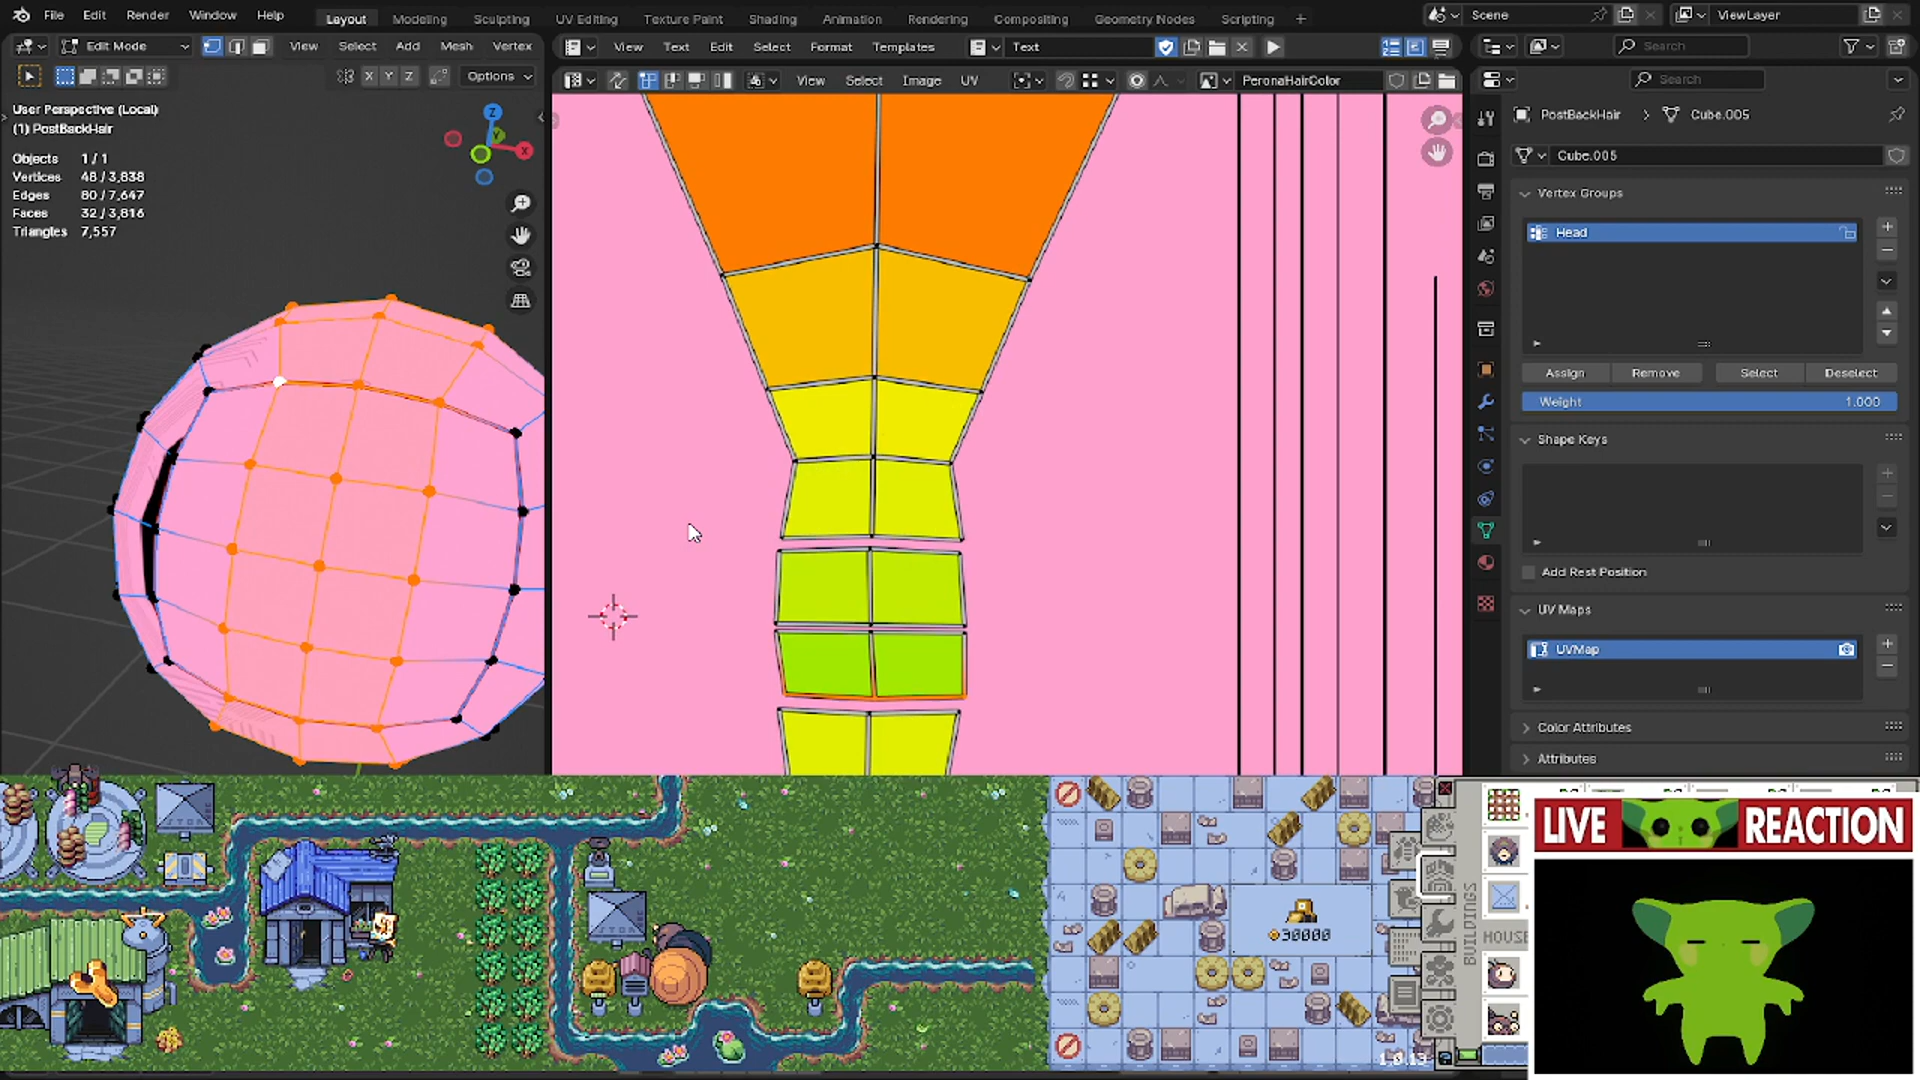 File Edit Render Window Help Layout Modeling Sculpting UV Editing Texture Paint Shading Animation Rendering Compositing Geometry Nodes Scripting + Scene ViewLayer
Edit Mode View Select Add Mesh Vertex View Text Edit Select Format Templates Text Search
X Y Z Options View Select Image UV PeronaHairColor Search
User Perspective (Local)
(1) PostBackHair
Objects 1 / 1
Vertices 48 / 3,838
Edges 80 / 7,647
Faces 32 / 3,816
Triangles 7,557
Z
Y
X
PostBackHair > Cube.005
Cube.005
Vertex Groups
Head
Assign Remove Select Deselect
Weight 1.000
Shape Keys
Add Rest Position
UV Maps
UVMap
Color Attributes
Attributes
30000
1.0.13
BUILDINGS
HOUSE
LIVE REACTION